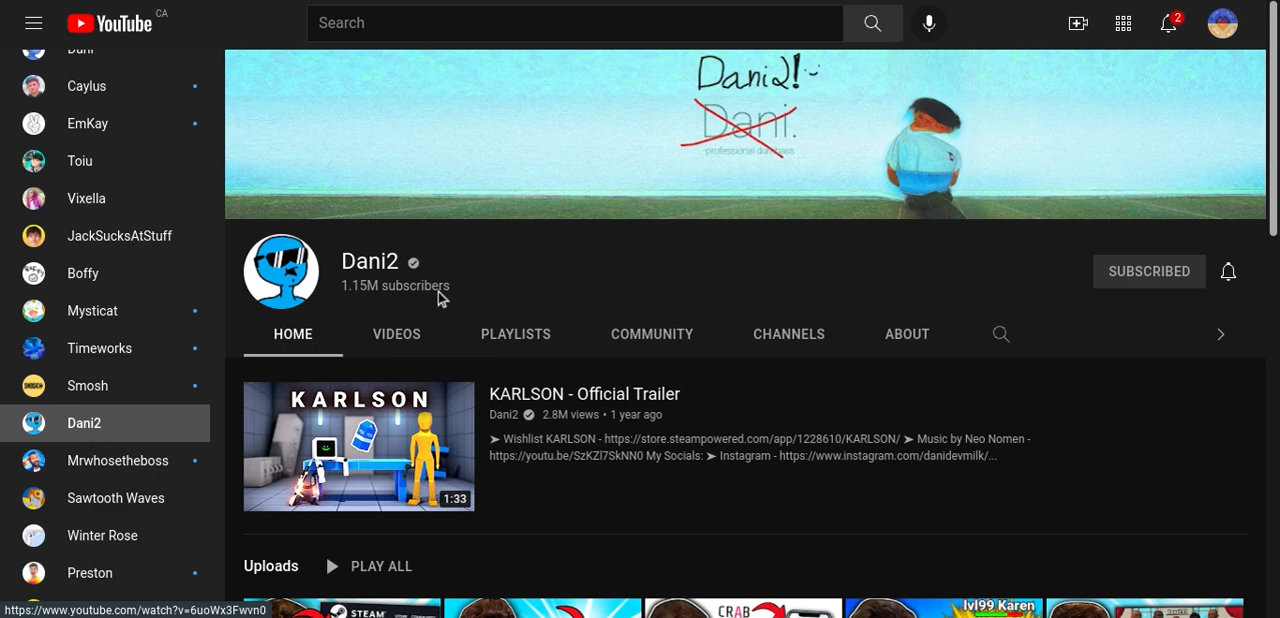 YouTube CA
Search
2
Dani
Caylus
EmKay
Toiu
Vixella
JackSucksAtStuff
Boffy
Mysticat
Timeworks
Smosh
Dani2
Mrwhosetheboss
Sawtooth Waves
Winter Rose
Preston
https://www.youtube.com/watch?v=6uoWx3Fwvn0
Dani2!
Dani.
-professional dumbass
Dani2
1.15M subscribers
SUBSCRIBED
HOME VIDEOS PLAYLISTS COMMUNITY CHANNELS ABOUT
KARLSON
1:33
KARLSON - Official Trailer
Dani2 2.8M views • 1 year ago
➤ Wishlist KARLSON - https://store.steampowered.com/app/1228610/KARLSON/ ➤ Music by Neo Nomen -
https://youtu.be/SzKZl7SkNN0 My Socials: ➤ Instagram - https://www.instagram.com/danidevmilk/...
Uploads PLAY ALL
STEAM
CRAB
lvl99 Karen